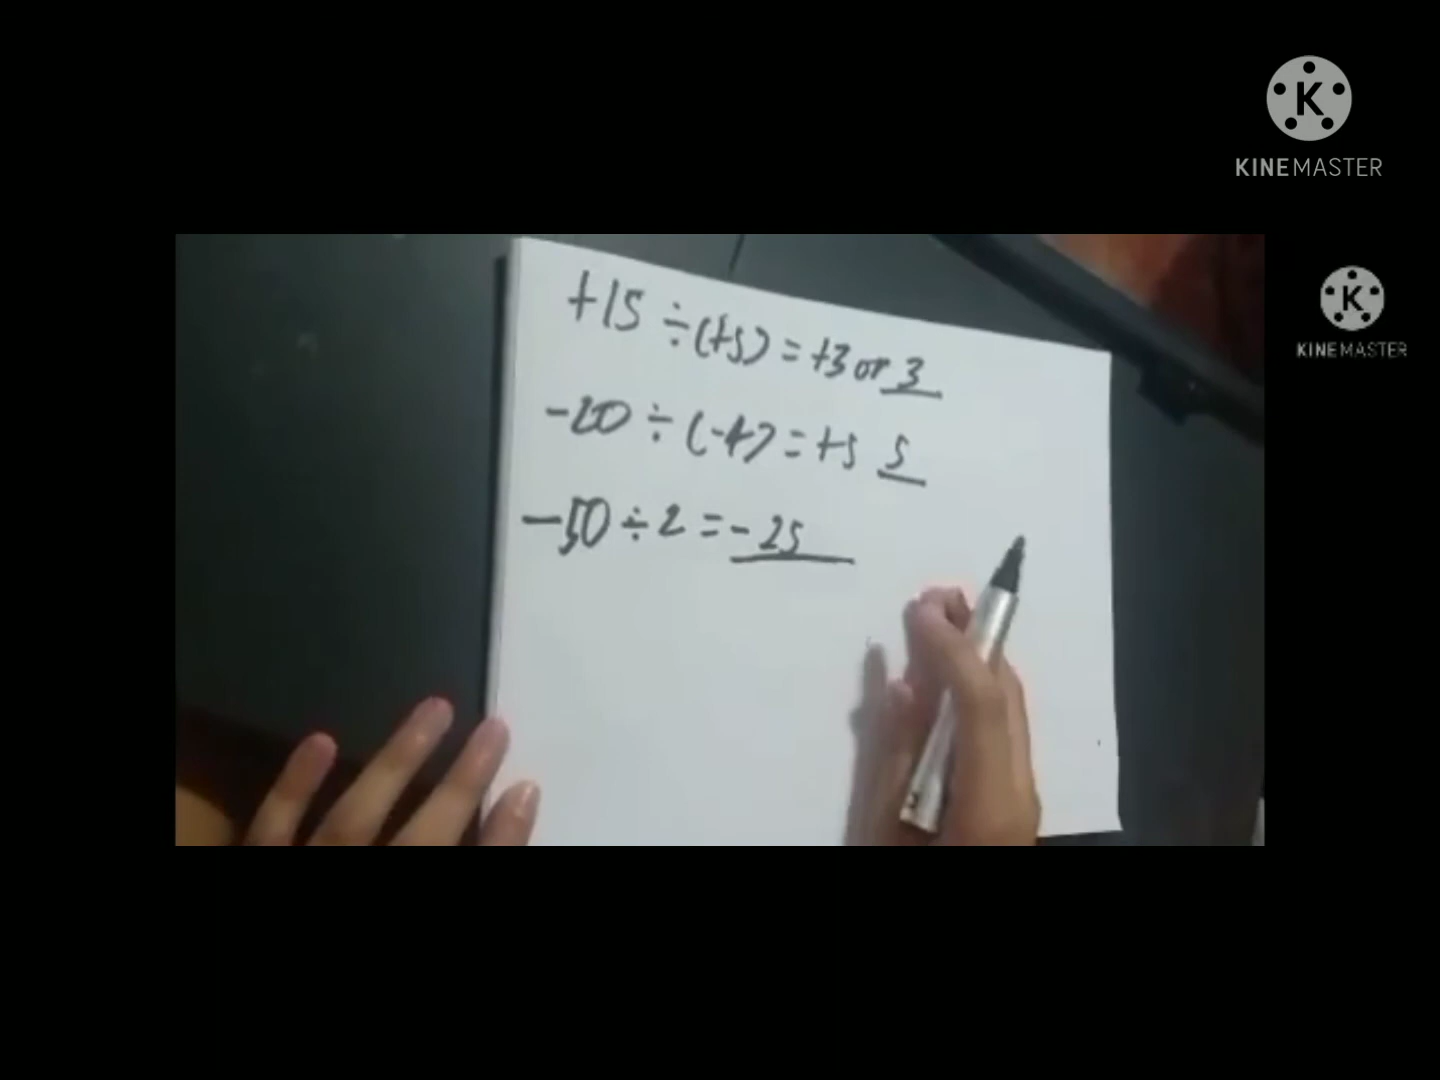 KINEMASTER
KINEMASTER
+15 ÷ (+5) = +3 or 3
-20 ÷ (-4) = +5 5
-50 ÷ 2 = -25